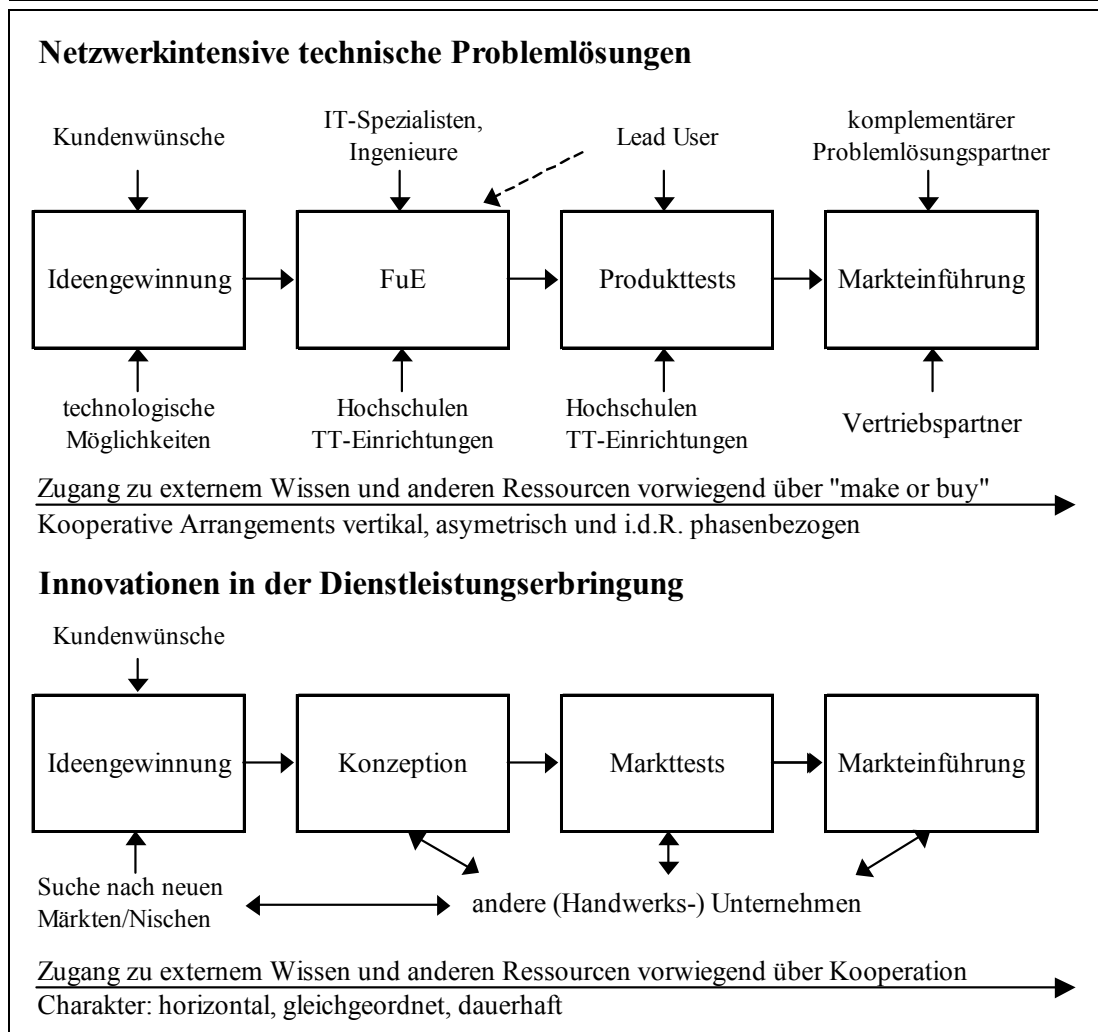 Netzwerkintensive technische Problemlösungen
Kundenwünsche
IT-Spezialisten,
Ingenieure
Lead User
komplementärer
Problemlösungspartner
Ideengewinnung
FuE
Produkttests
Markteinführung
technologische
Möglichkeiten
Hochschulen
TT-Einrichtungen
Hochschulen
TT-Einrichtungen
Vertriebspartner
Zugang zu externem Wissen und anderen Ressourcen vorwiegend über "make or buy"
Kooperative Arrangements vertikal, asymetrisch und i.d.R. phasenbezogen
Innovationen in der Dienstleistungserbringung
Kundenwünsche
Ideengewinnung
Konzeption
Markttests
Markteinführung
Suche nach neuen
Märkten/Nischen
andere (Handwerks-) Unternehmen
Zugang zu externem Wissen und anderen Ressourcen vorwiegend über Kooperation
Charakter: horizontal, gleichgeordnet, dauerhaft